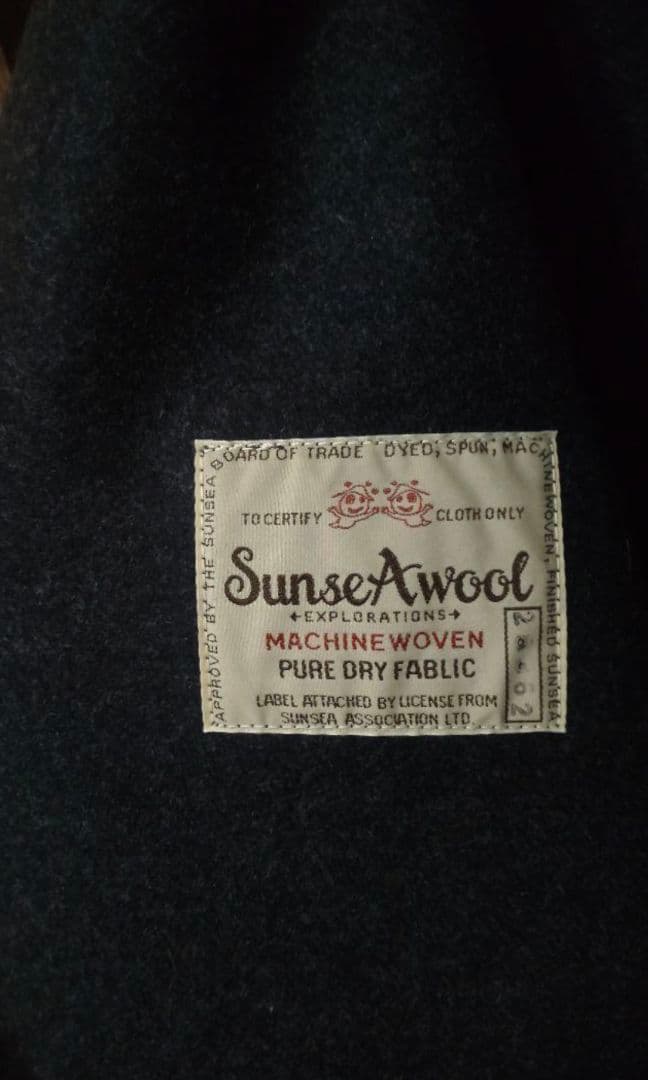 APPROVED BY THE SUNSEA BOARD OF TRADE DYED, SPUN, MACHINEWOVEN, FINISHED SUNSEA
TO CERTIFY CLOTH ONLY
SunseAwool
←EXPLORATIONS→
MACHINEWOVEN
PURE DRY FABLIC
LABEL ATTACHED BY LICENSE FROM
SUNSEA ASSOCIATION LTD.